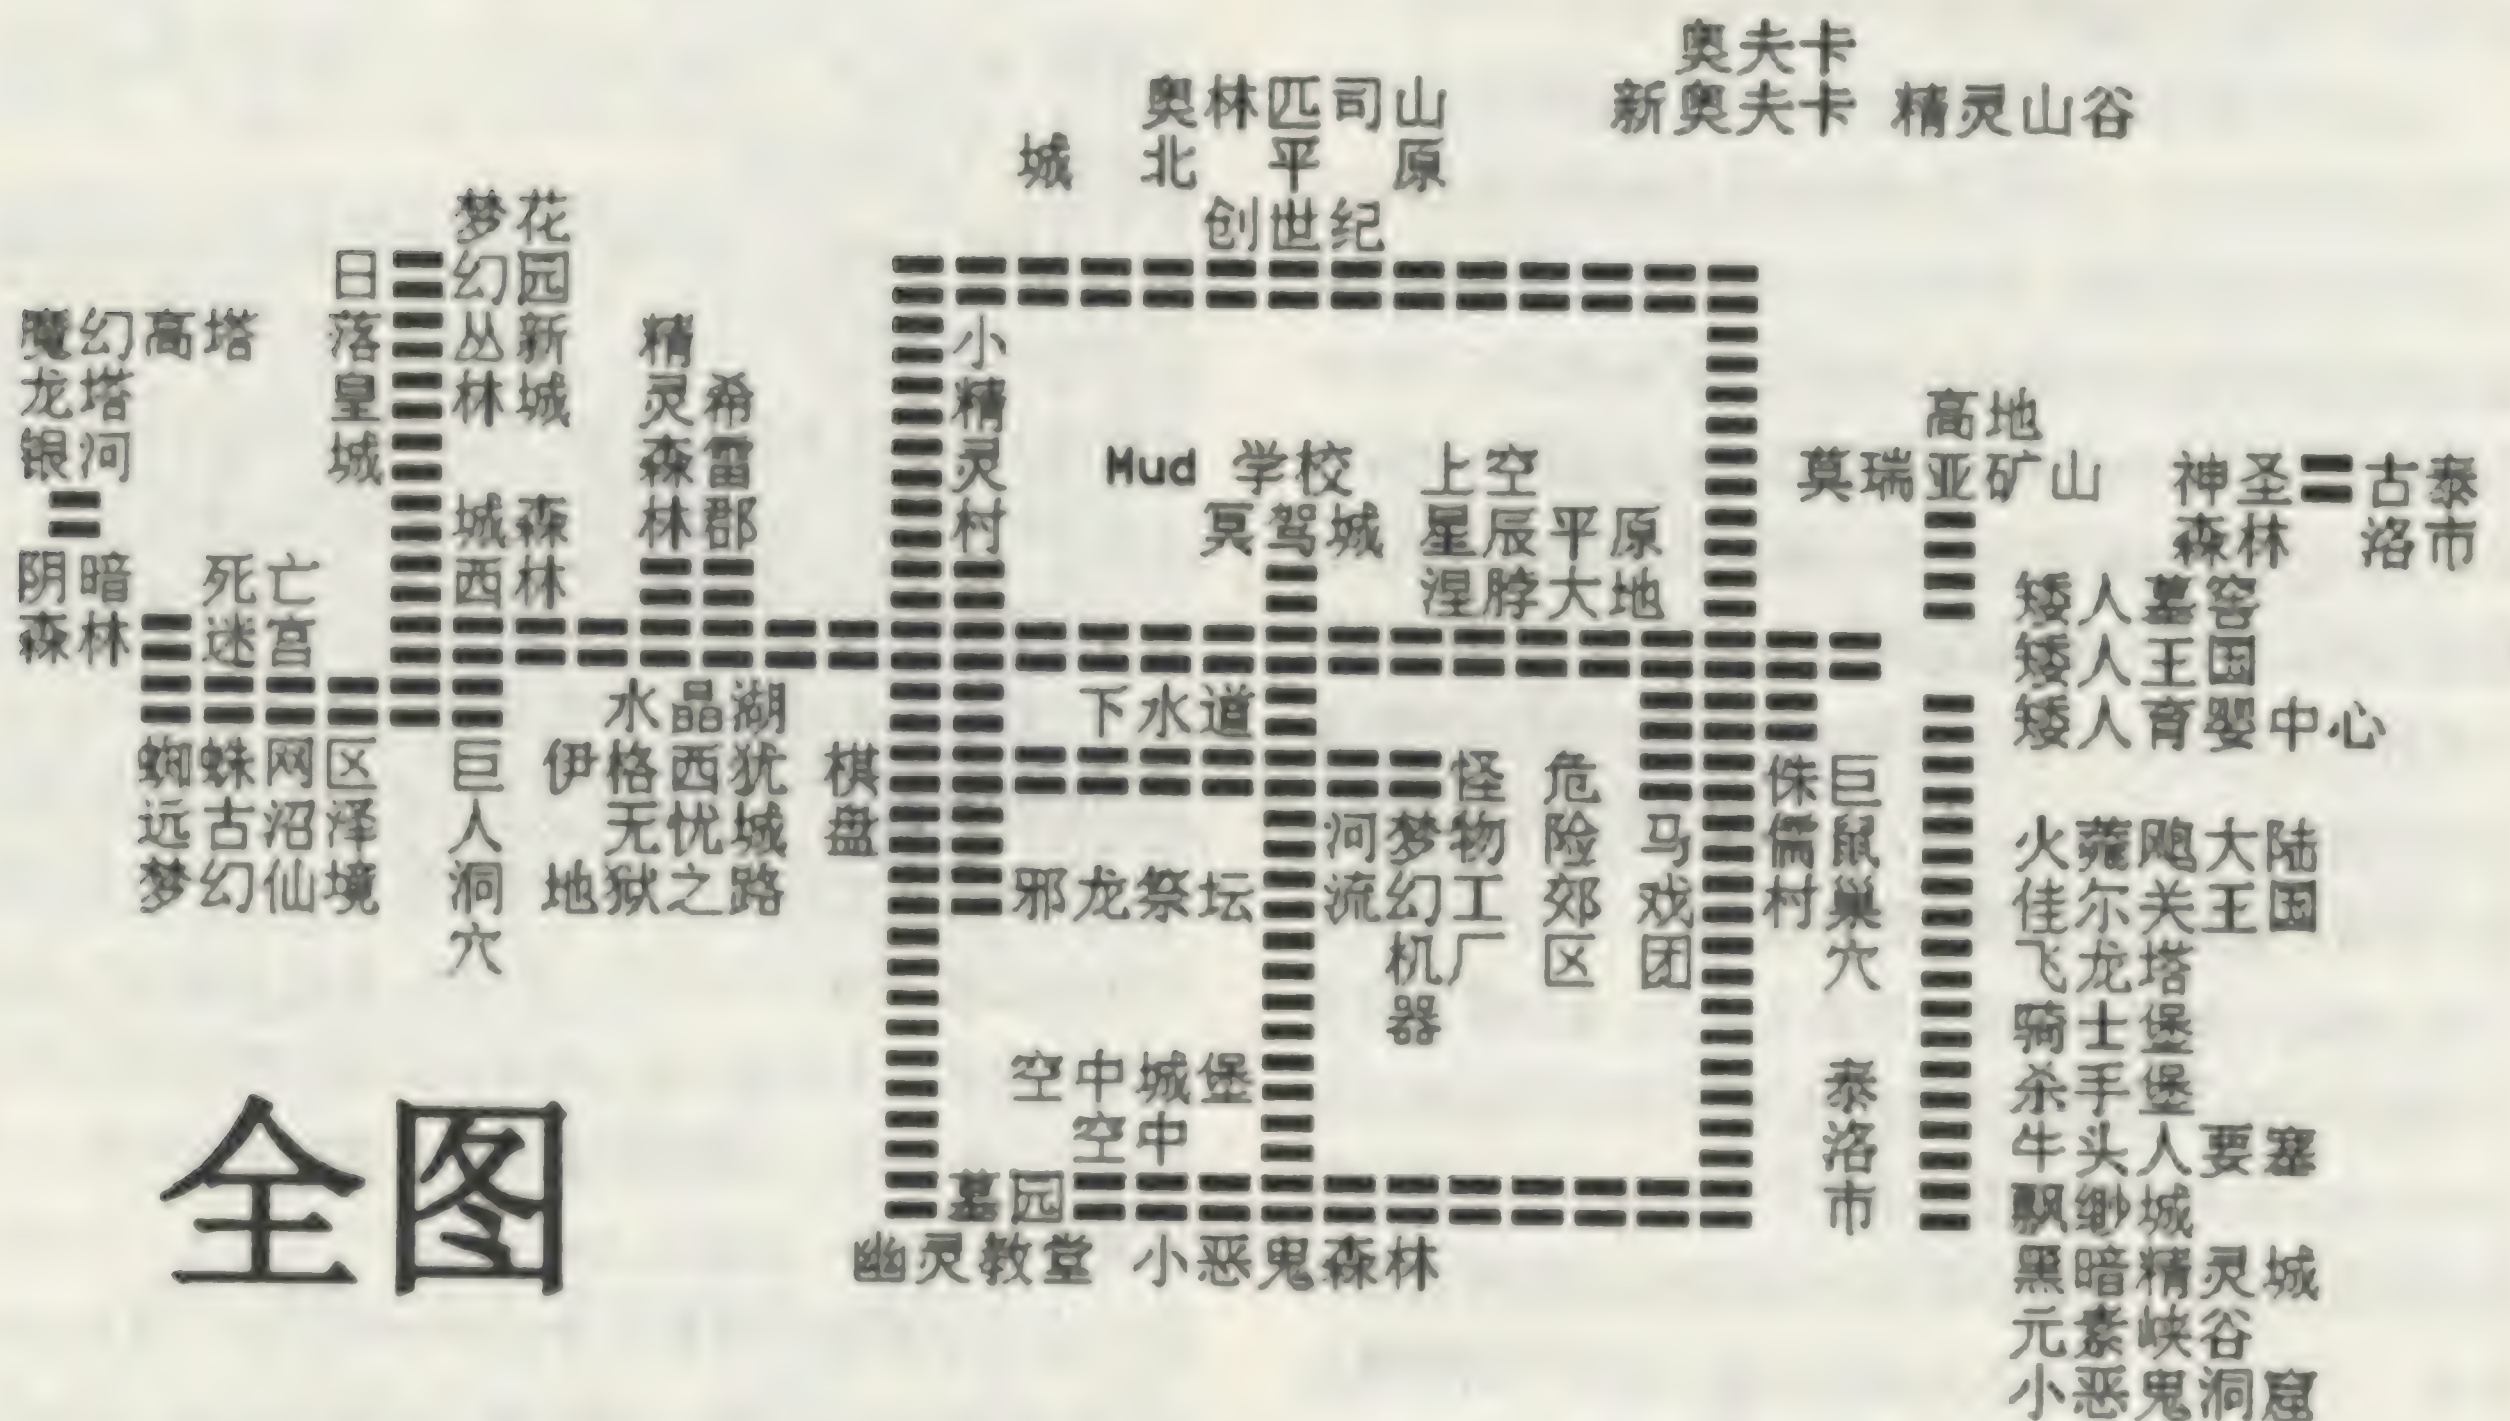 奥夫卡
新奥夫卡 精灵山谷
奥林匹司山
城北平原
创世纪
魔幻高塔
龙塔
银河
阴暗
森林
死亡
迷宫
日落皇城
梦幻丛林
花园新城
城西
森林
精灵森林
希雷郡
小精灵村
Mud 学校
冥驾城
上空
星辰平原
涅脖大地
高地
莫瑞亚矿山
神圣
森林
古泰
洛市
矮人墓窖
矮人王国
矮人育婴中心
下水道
水晶湖
伊格西犹
无忧城
地狱之路
棋盘
蜘蛛网区
远古沼泽
梦幻仙境
巨人洞穴
邪龙祭坛
河流
梦幻机器
怪物工厂
危险郊区
马戏团
侏儒村
巨鼠巢穴
泰洛市
火大陆
佳尔关王国
飞龙塔
骑士堡
杀手堡
牛头人要塞
飘缈城
黑暗精灵城
元素峡谷
小恶鬼洞窟
空中城堡
空中
墓园
幽灵教堂 小恶鬼森林
全图